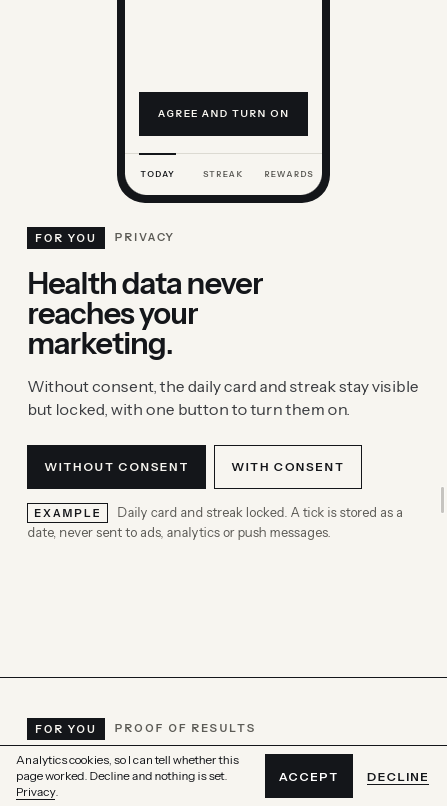 AGREE AND TURN ON
TODAY STREAK REWARDS
FOR YOU PRIVACY
Health data never
reaches your
marketing.
Without consent, the daily card and streak stay visible
but locked, with one button to turn them on.
WITHOUT CONSENT WITH CONSENT
EXAMPLE Daily card and streak locked. A tick is stored as a
date, never sent to ads, analytics or push messages.
FOR YOU PROOF OF RESULTS
Analytics cookies, so I can tell whether this
page worked. Decline and nothing is set.
Privacy.
ACCEPT DECLINE